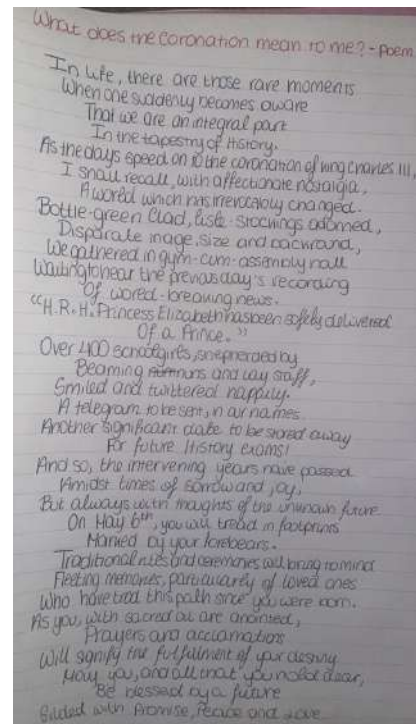 What does the coronation mean to me? - Poem
In life, there are those rare moments
When one suddenly becomes aware
That we are an integral part
In the tapestry of History.
As the days speed on to the coronation of King Charles III,
I shall recall, with affectionate nostalgia,
A world which has irrevocably changed.
Bottle-green clad, lisle-stockings adorned,
Disparate in age, size and backround,
We gathered in gym-cum-assembly hall
Waiting to hear the previous day's recording
Of world-breaking news.
"H.R.H. Princess Elizabeth has been safely delivered
Of a Prince."
Over 400 schoolgirls, shepherded by
Beaming nuns and lay staff,
Smiled and twittered happily.
A telegram to be sent, in our names.
Another significant date to be stored away
For future History exams!
And so, the intervening years have passed
Amidst times of sorrow and joy,
But always with thoughts of the unknown future.
On May 6th, you will tread in footprints
Marked by your forebears.
Traditional rites and ceremonies will bring to mind
Fleeting memories, particularly of loved ones
Who have trod this path since you were born.
As you, with sacred oil are anointed,
Prayers and acclamations
Will signify the fulfillment of your destiny
May you, and all that you hold dear,
Be blessed by a future
Gilded with Promise, Peace and Love.